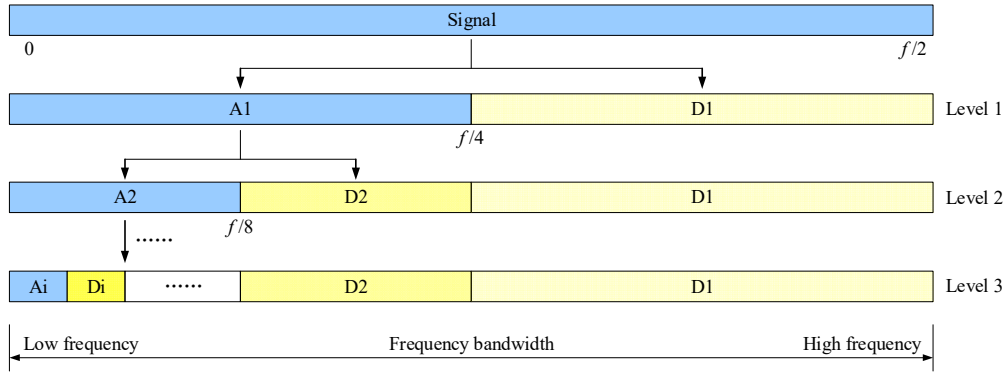 Signal
0 f/2
A1 D1 Level 1
f/4
A2 D2 D1 Level 2
f/8
······
Ai Di ······ D2 D1 Level 3
Low frequency Frequency bandwidth High frequency